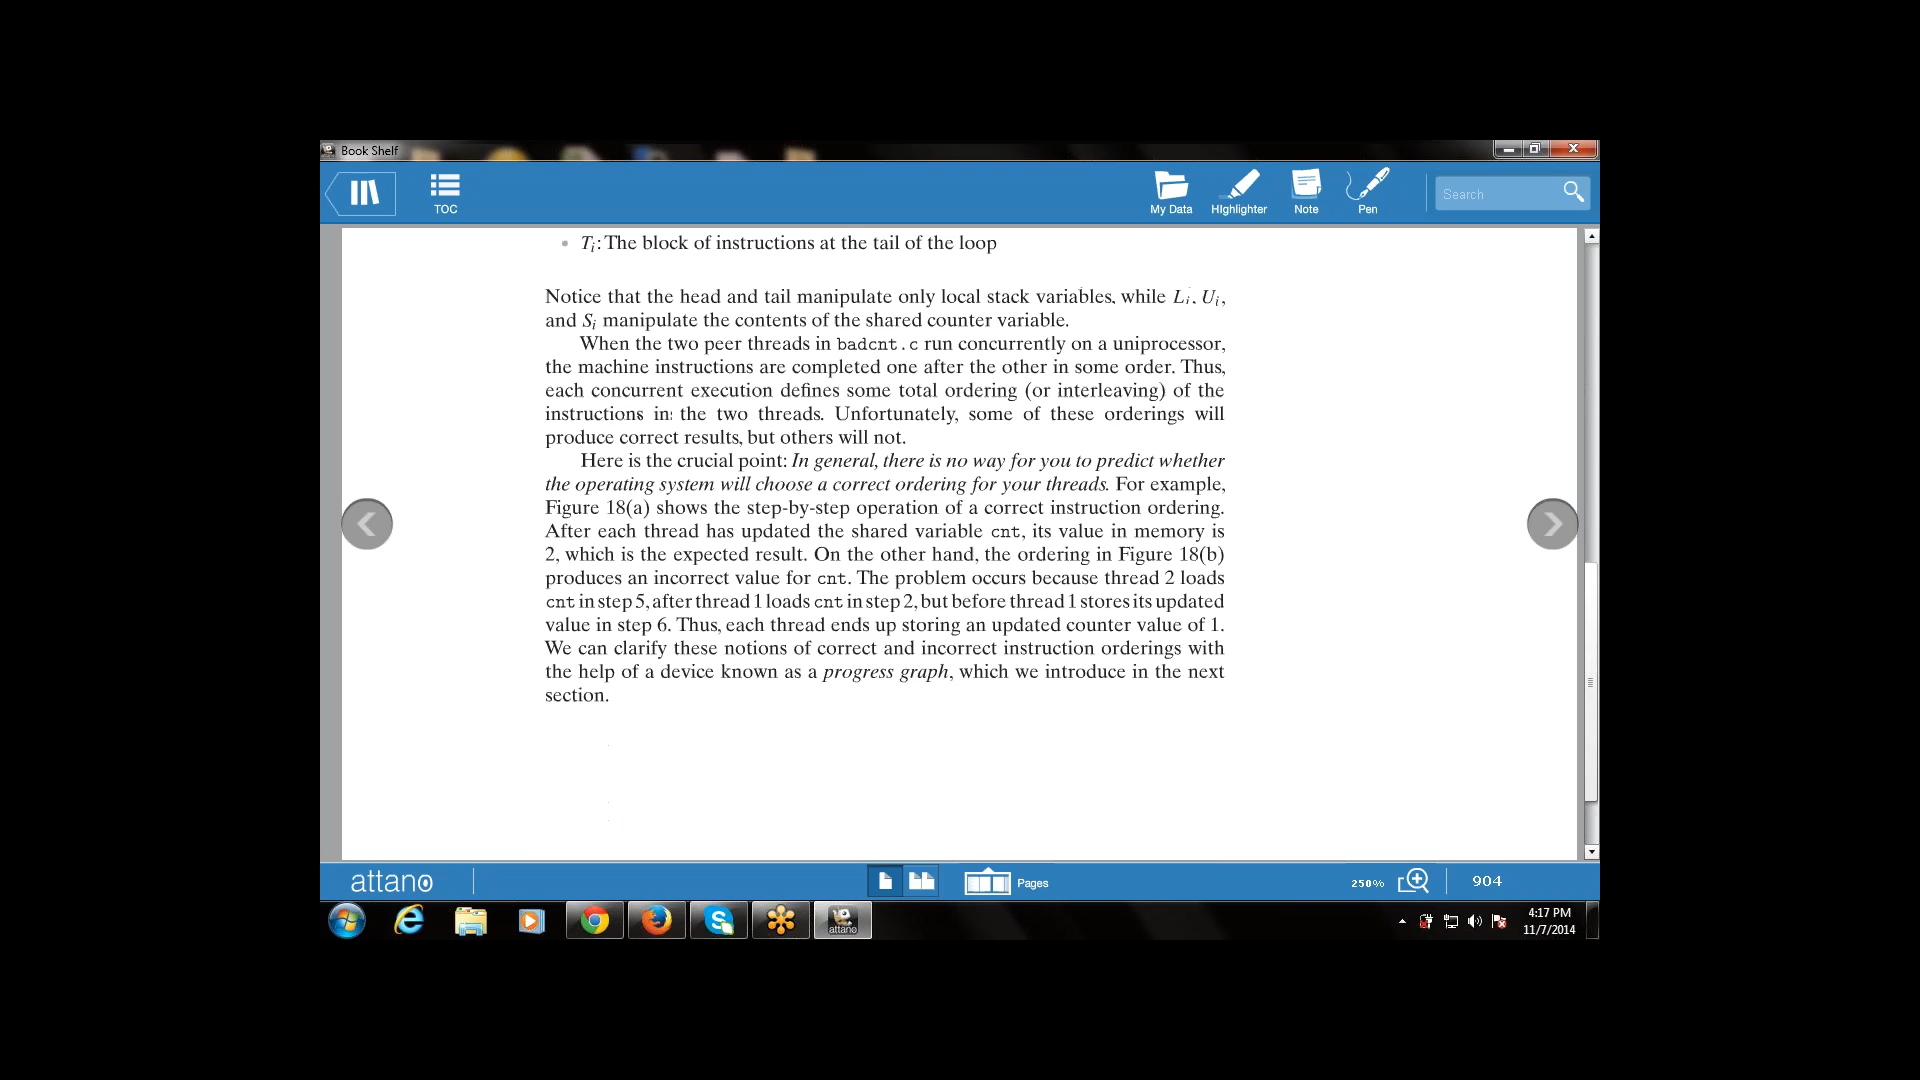 Book Shelf
TOC
My Data
HIghlighter
Note
Pen
Search
• Ti: The block of instructions at the tail of the loop
Notice that the head and tail manipulate only local stack variables, while Li, Ui,
and Si manipulate the contents of the shared counter variable.
When the two peer threads in badcnt.c run concurrently on a uniprocessor,
the machine instructions are completed one after the other in some order. Thus,
each concurrent execution defines some total ordering (or interleaving) of the
instructions in the two threads. Unfortunately, some of these orderings will
produce correct results, but others will not.
Here is the crucial point: In general, there is no way for you to predict whether
the operating system will choose a correct ordering for your threads. For example,
Figure 18(a) shows the step-by-step operation of a correct instruction ordering.
After each thread has updated the shared variable cnt, its value in memory is
2, which is the expected result. On the other hand, the ordering in Figure 18(b)
produces an incorrect value for cnt. The problem occurs because thread 2 loads
cnt in step 5, after thread 1 loads cnt in step 2, but before thread 1 stores its updated
value in step 6. Thus, each thread ends up storing an updated counter value of 1.
We can clarify these notions of correct and incorrect instruction orderings with
the help of a device known as a progress graph, which we introduce in the next
section.
attano
Pages
250%
904
attano
4:17 PM
11/7/2014